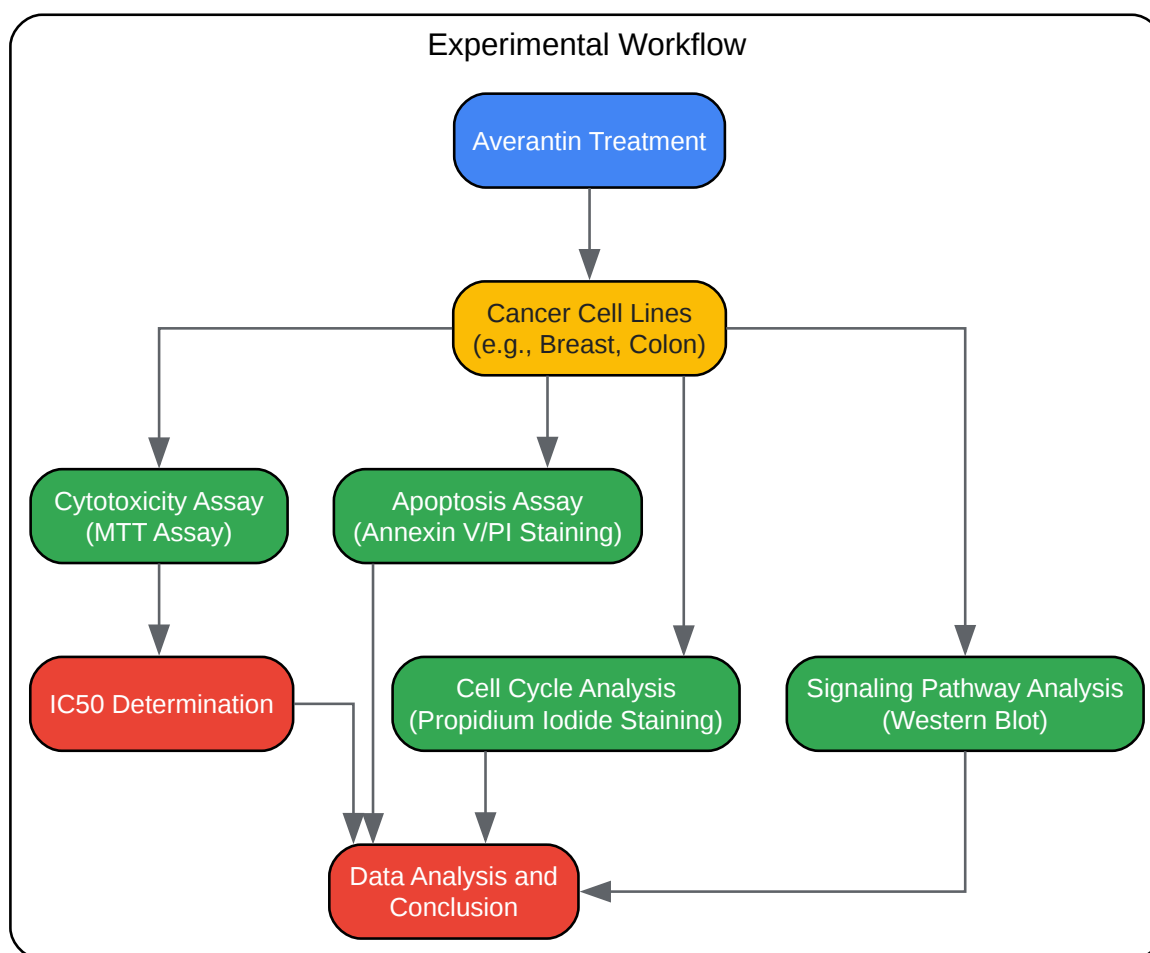 Experimental Workflow
Averantin Treatment
Cancer Cell Lines
(e.g., Breast, Colon)
Cytotoxicity Assay
(MTT Assay)
Apoptosis Assay
(Annexin V/PI Staining)
IC50 Determination
Cell Cycle Analysis
(Propidium Iodide Staining)
Signaling Pathway Analysis
(Western Blot)
Data Analysis and
Conclusion